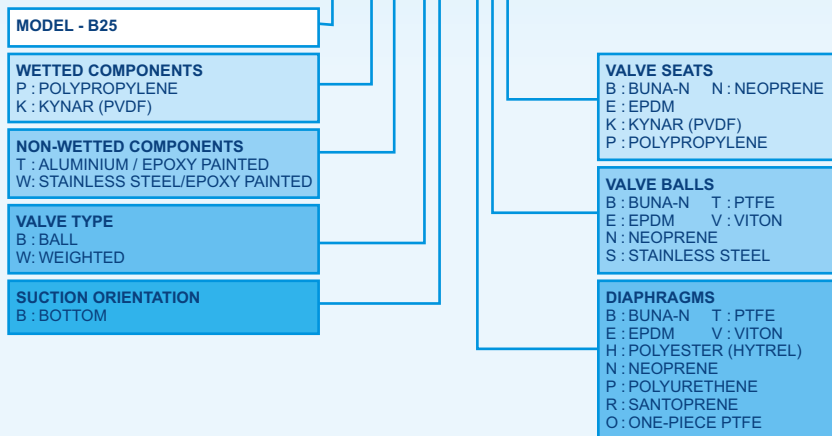 MODEL - B25
WETTED COMPONENTS
P : POLYPROPYLENE
K : KYNAR (PVDF)
NON-WETTED COMPONENTS
T : ALUMINIUM / EPOXY PAINTED
W: STAINLESS STEEL/EPOXY PAINTED
VALVE TYPE
B : BALL
W: WEIGHTED
SUCTION ORIENTATION
B : BOTTOM
VALVE SEATS
B : BUNA-N N : NEOPRENE
E : EPDM
K : KYNAR (PVDF)
P : POLYPROPYLENE
VALVE BALLS
B : BUNA-N T : PTFE
E : EPDM V : VITON
N : NEOPRENE
S : STAINLESS STEEL
DIAPHRAGMS
B : BUNA-N T : PTFE
E : EPDM V : VITON
H : POLYESTER (HYTREL)
N : NEOPRENE
P : POLYURETHENE
R : SANTOPRENE
O : ONE-PIECE PTFE